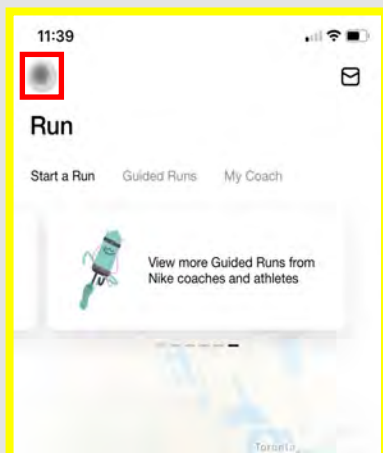 11:39
Run
Start a Run Guided Runs My Coach
View more Guided Runs from
Nike coaches and athletes
Toronto